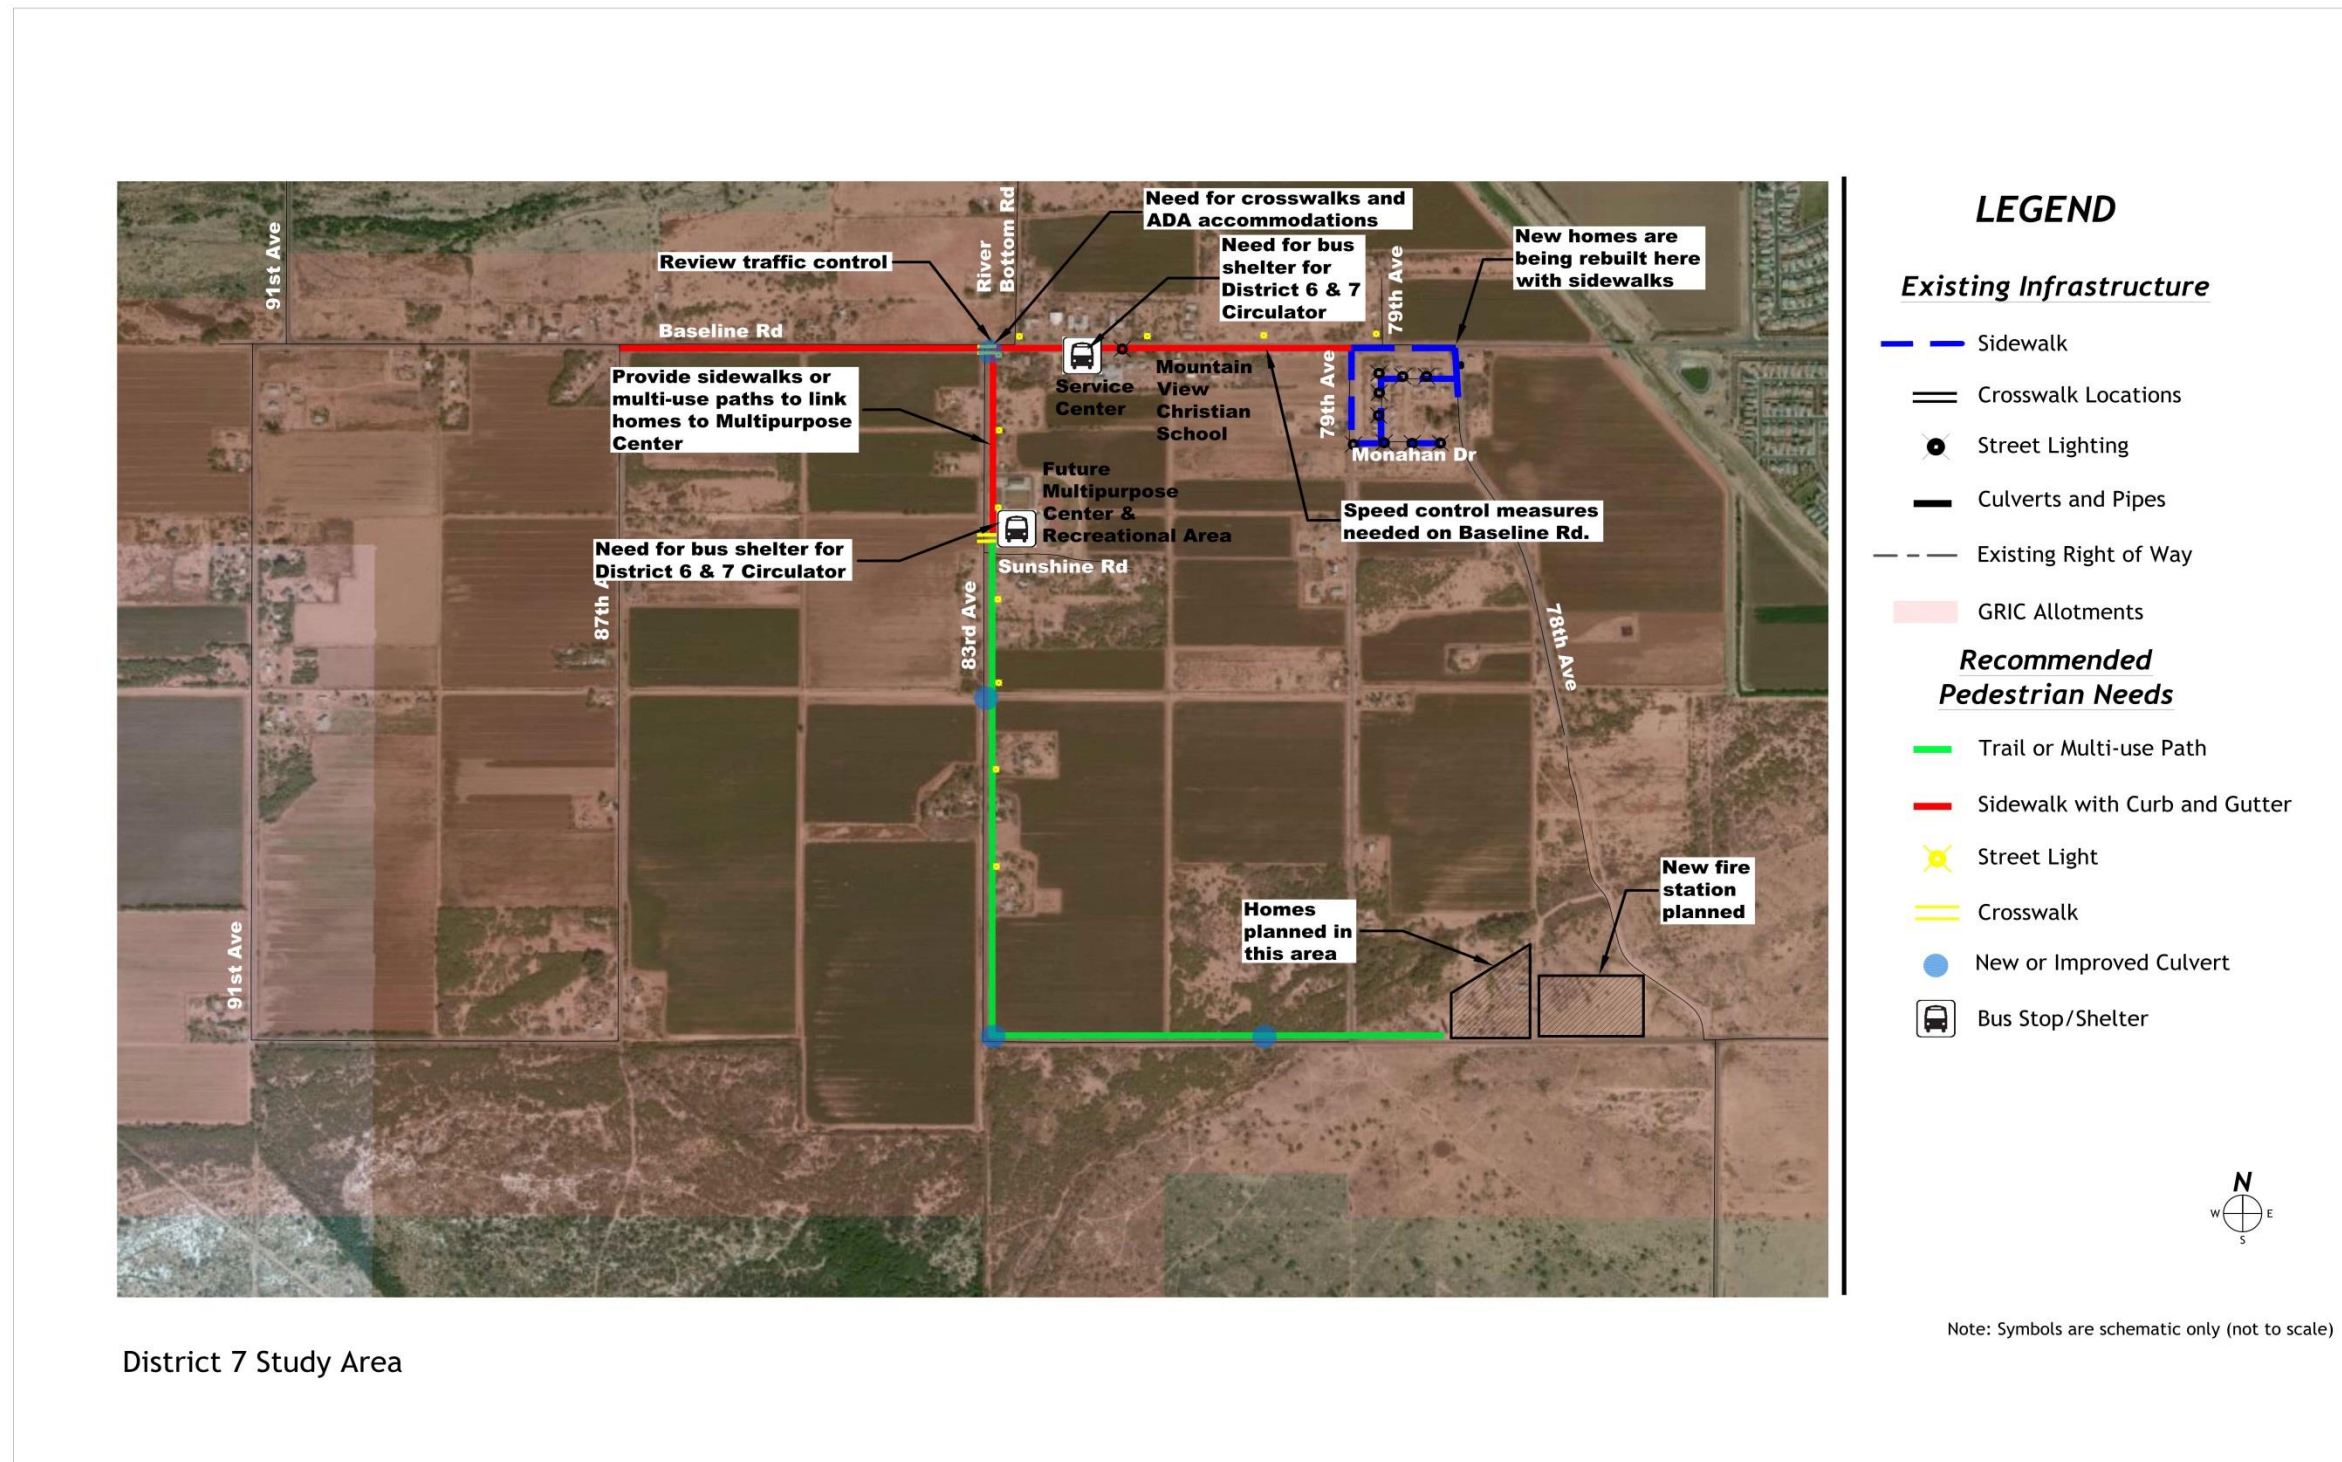 Need for crosswalks and
ADA accommodations
91st Ave
River
Bottom Rd
Review traffic control
Need for bus
shelter for
District 6 & 7
Circulator
79th Ave
New homes are
being rebuilt here
with sidewalks
Baseline Rd
Provide sidewalks or
multi-use paths to link
homes to Multipurpose
Center
Service
Center
Mountain
View
Christian
School
79th Ave
Monahan Dr
Future
Multipurpose
Center &
Recreational Area
Speed control measures
needed on Baseline Rd.
Need for bus shelter for
District 6 & 7 Circulator
Sunshine Rd
87th A
83rd Ave
78th Ave
New fire
station
planned
Homes
planned in
this area
91st Ave
LEGEND
Existing Infrastructure
Sidewalk
Crosswalk Locations
Street Lighting
Culverts and Pipes
Existing Right of Way
GRIC Allotments
Recommended
Pedestrian Needs
Trail or Multi-use Path
Sidewalk with Curb and Gutter
Street Light
Crosswalk
New or Improved Culvert
Bus Stop/Shelter
N
W E
S
Note: Symbols are schematic only (not to scale)
District 7 Study Area